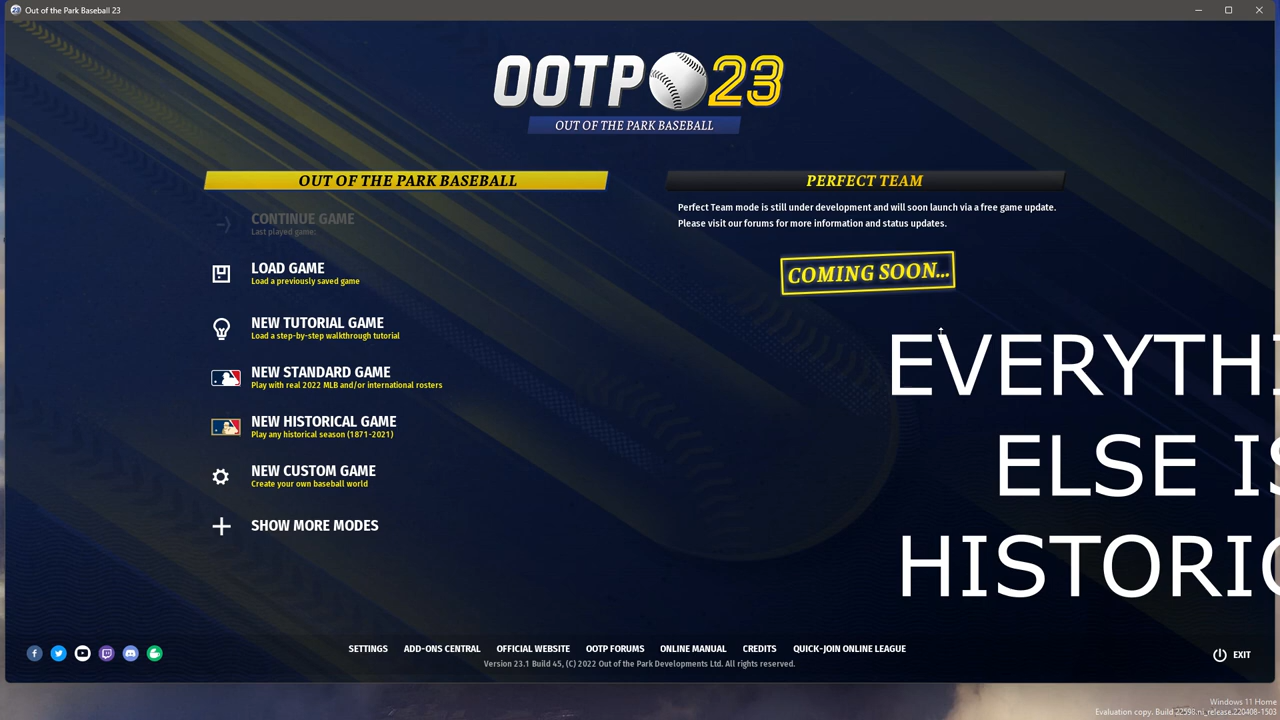 Out of the Park Baseball 23
OOTP 23
OUT OF THE PARK BASEBALL
OUT OF THE PARK BASEBALL
CONTINUE GAME
Last played game:
LOAD GAME
Load a previously saved game
NEW TUTORIAL GAME
Load a step-by-step walkthrough tutorial
NEW STANDARD GAME
Play with real 2022 MLB and/or international rosters
NEW HISTORICAL GAME
Play any historical season (1871-2021)
NEW CUSTOM GAME
Create your own baseball world
SHOW MORE MODES
PERFECT TEAM
Perfect Team mode is still under development and will soon launch via a free game update.
Please visit our forums for more information and status updates.
COMING SOON...
EVERYTHI
ELSE IS
HISTORIC
SETTINGS ADD-ONS CENTRAL OFFICIAL WEBSITE OOTP FORUMS ONLINE MANUAL CREDITS QUICK-JOIN ONLINE LEAGUE
Version 23.1 Build 45, (C) 2022 Out of the Park Developments Ltd. All rights reserved.
EXIT
Windows 11 Home
Evaluation copy. Build 22598.ni_release.220408-1503